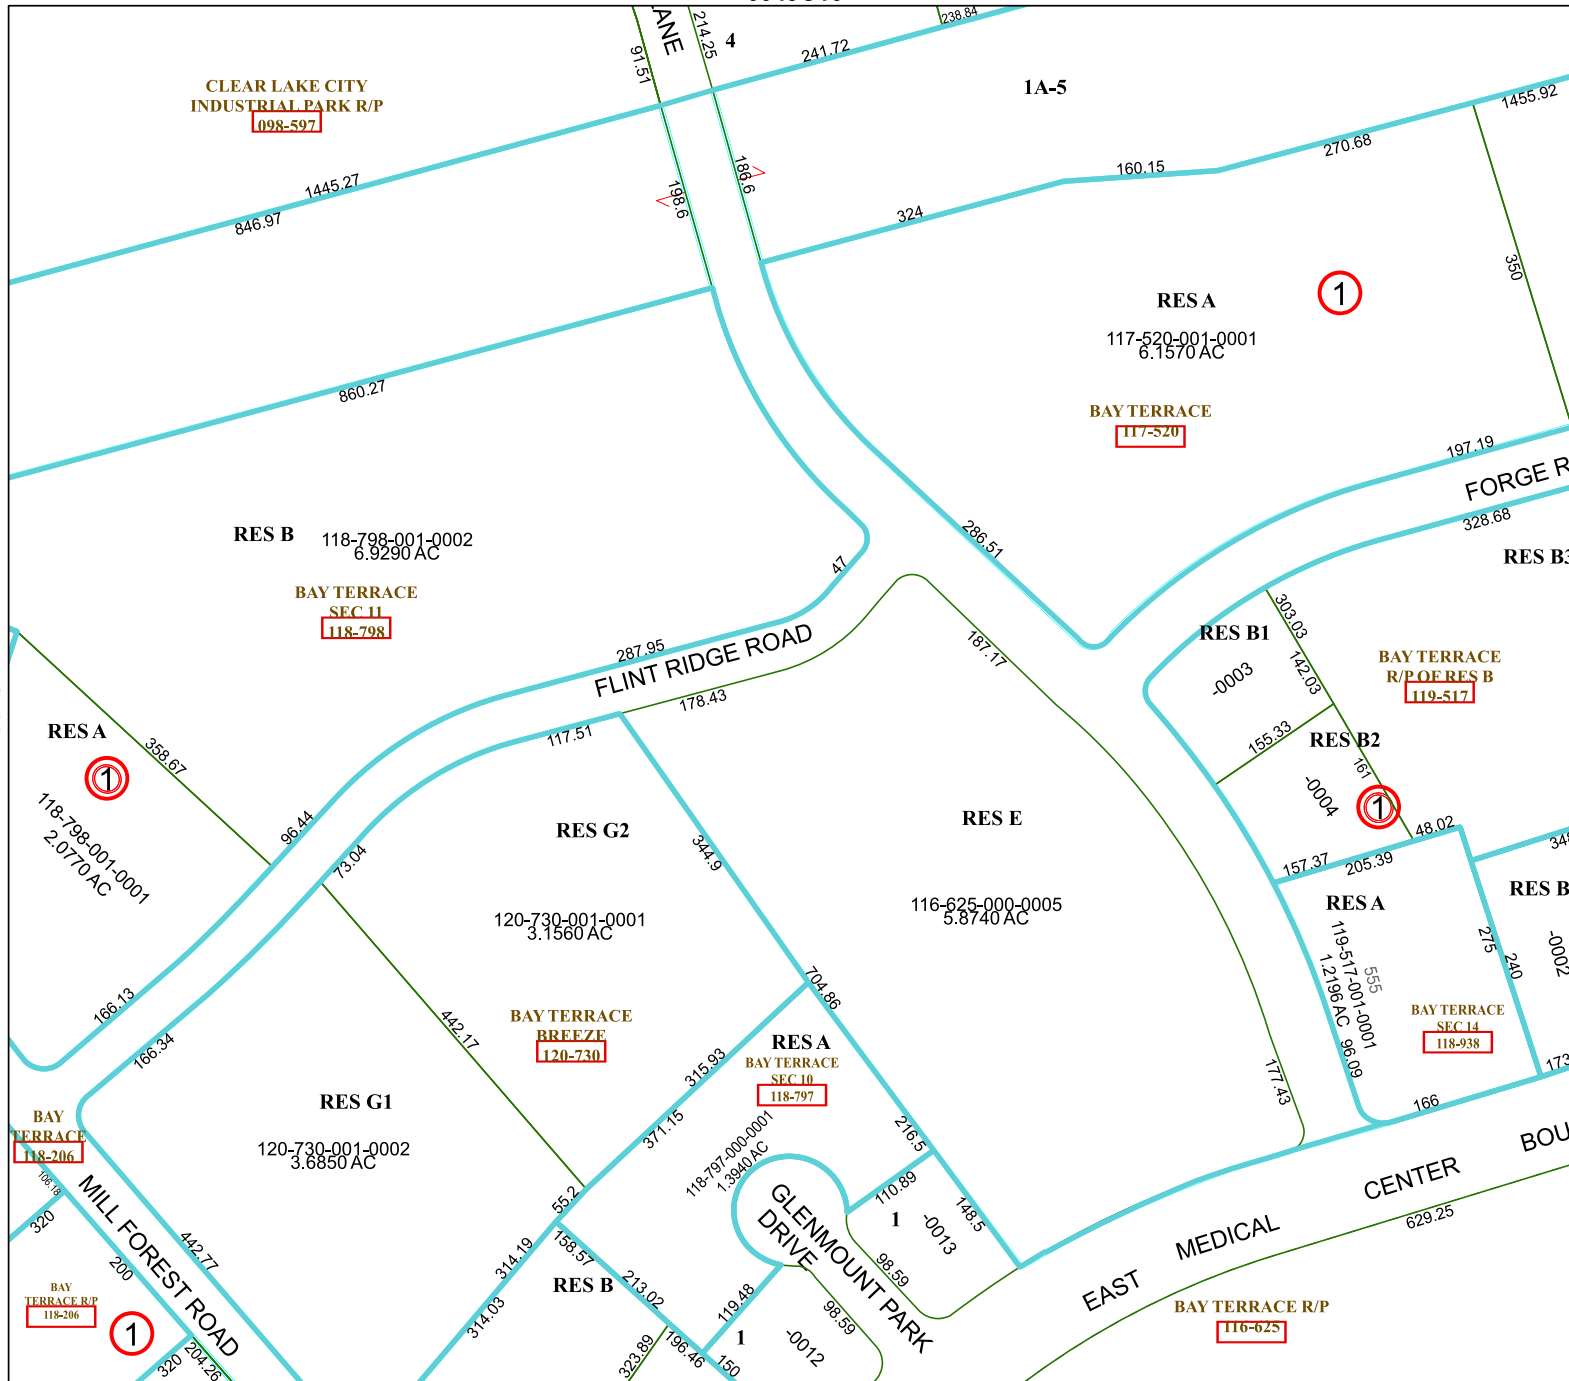 LANE
214.25
4
91.51
241.72
238.84
1A-5
1455.92
CLEAR LAKE CITY
INDUSTRIAL PARK R/P
098-597
1445.27
846.97
198.6
186.6
160.15
270.68
324
350
RES A
1
117-520-001-0001
6.1570 AC
BAY TERRACE
117-520
860.27
197.19
FORGE R
328.68
RES B
118-798-001-0002
6.9290 AC
BAY TERRACE
SEC 11
118-798
47
286.51
RES B3
303.03
142.03
RES B1
-0003
BAY TERRACE
R/P OF RES B
119-517
287.95
FLINT RIDGE ROAD
178.43
187.17
117.51
155.33
RES B2
161
-0004
1
RES A
358.67
1
118-798-001-0001
2.0770 AC
96.44
73.04
RES G2
344.9
RES E
48.02
157.37
205.39
348
120-730-001-0001
3.1560 AC
116-625-000-0005
5.8740 AC
RES A
RES B
119-517-001-0001
1.2196 AC
555
275
240
-0002
704.86
166.13
166.34
442.17
BAY TERRACE
BREEZE
120-730
RES A
BAY TERRACE
SEC 10
118-797
315.93
371.15
118-797-000-0001
1.3940 AC
BAY TERRACE
SEC 14
118-938
96.09
177.43
173
166
RES G1
120-730-001-0002
3.6850 AC
BAY
TERRACE
118-206
106.18
320
MILL FOREST ROAD
442.77
200
216.5
110.89
1
-0013
148.5
55.2
GLENMOUNT PARK
DRIVE
98.59
158.57
314.19
314.03
RES B
213.02
119.48
98.59
EAST MEDICAL CENTER BOU
629.25
BAY TERRACE R/P
116-625
BAY
TERRACE R/P
118-206
1
320
204.26
323.89
196.46
150
1
-0012